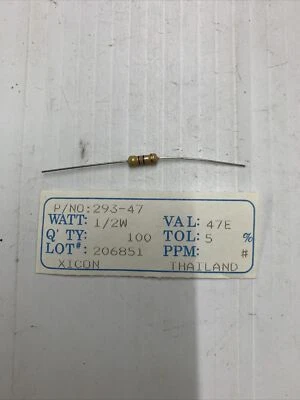 P/NO:293-47
WATT: 1/2W VAL: 47E
Q'TY: 100 TOL: 5 %
LOT#: 206851 PPM: #
XICON THAILAND